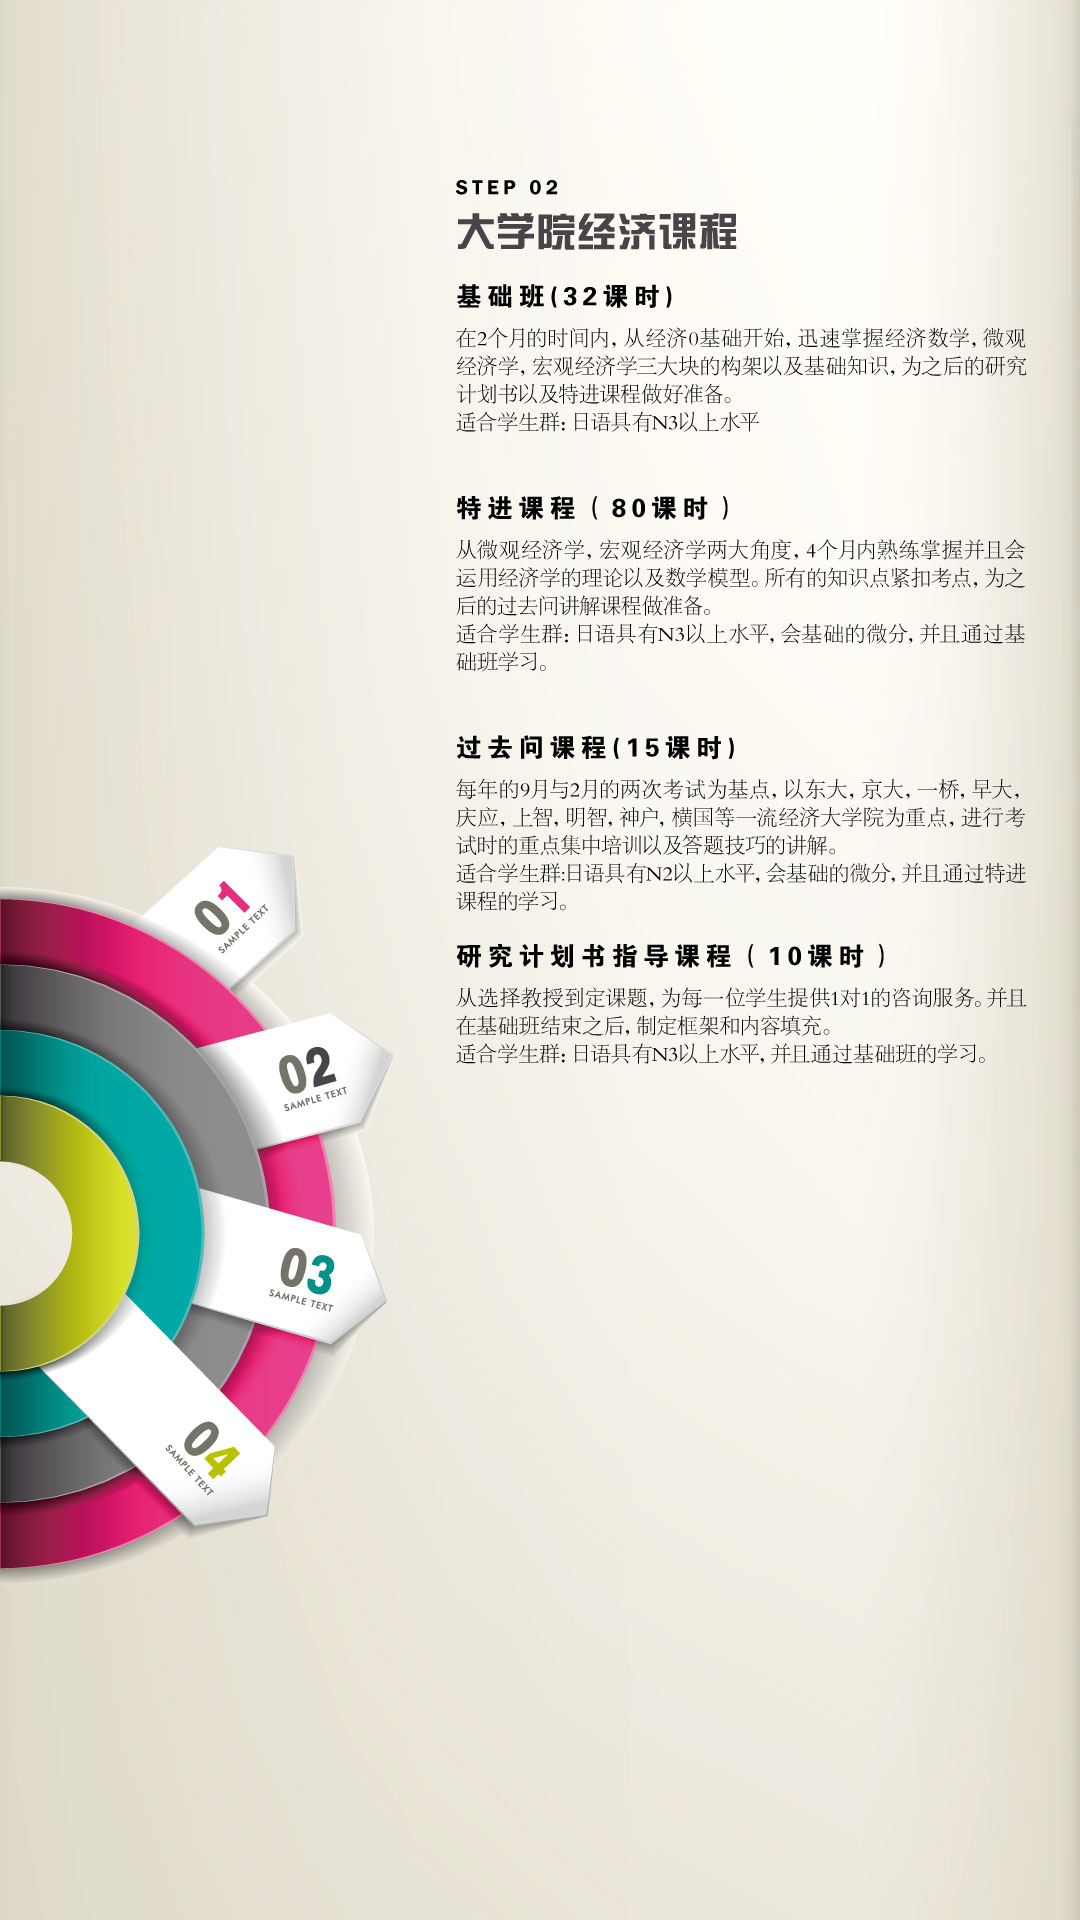 STEP 02
大学院经济课程
基础班(32课时)
在2个月的时间内, 从经济0基础开始, 迅速掌握经济数学, 微观
经济学, 宏观经济学三大块的构架以及基础知识, 为之后的研究
计划书以及特进课程做好准备。
适合学生群: 日语具有N3以上水平
特进课程（80课时）
从微观经济学, 宏观经济学两大角度, 4个月内熟练掌握并且会
运用经济学的理论以及数学模型。所有的知识点紧扣考点, 为之
后的过去问讲解课程做准备。
适合学生群: 日语具有N3以上水平, 会基础的微分, 并且通过基
础班学习。
过去问课程(15课时)
每年的9月与2月的两次考试为基点, 以东大, 京大, 一桥, 早大,
庆应, 上智, 明智, 神户, 横国等一流经济大学院为重点, 进行考
试时的重点集中培训以及答题技巧的讲解。
适合学生群:日语具有N2以上水平, 会基础的微分, 并且通过特进
课程的学习。
研究计划书指导课程（10课时）
从选择教授到定课题, 为每一位学生提供1对1的咨询服务。并且
在基础班结束之后, 制定框架和内容填充。
适合学生群: 日语具有N3以上水平, 并且通过基础班的学习。
01
SAMPLE TEXT
02
SAMPLE TEXT
03
SAMPLE TEXT
04
SAMPLE TEXT